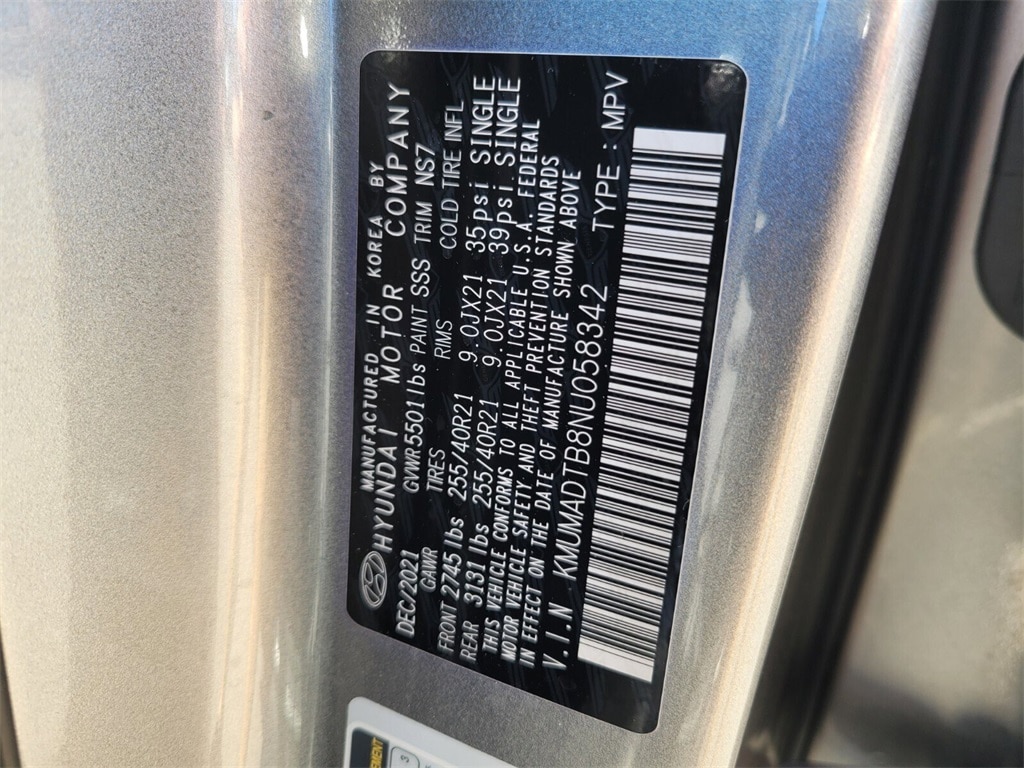 MANUFACTURED IN KOREA BY
HYUNDAI MOTOR COMPANY
DEC/2021 GVWR 5501 lbs PAINT SSS TRIM NS7
GAWR TIRES RIMS COLD TIRE INFL
FRONT 2745 lbs 255/40R21 9.0JX21 35psi SINGLE
REAR 3131 lbs 255/40R21 9.0JX21 39psi SINGLE
THIS VEHICLE CONFORMS TO ALL APPLICABLE U.S.A. FEDERAL
MOTOR VEHICLE SAFETY AND THEFT PREVENTION STANDARDS
IN EFFECT ON THE DATE OF MANUFACTURE SHOWN ABOVE
V.I.N KMUMADTB8NU058342 TYPE : MPV